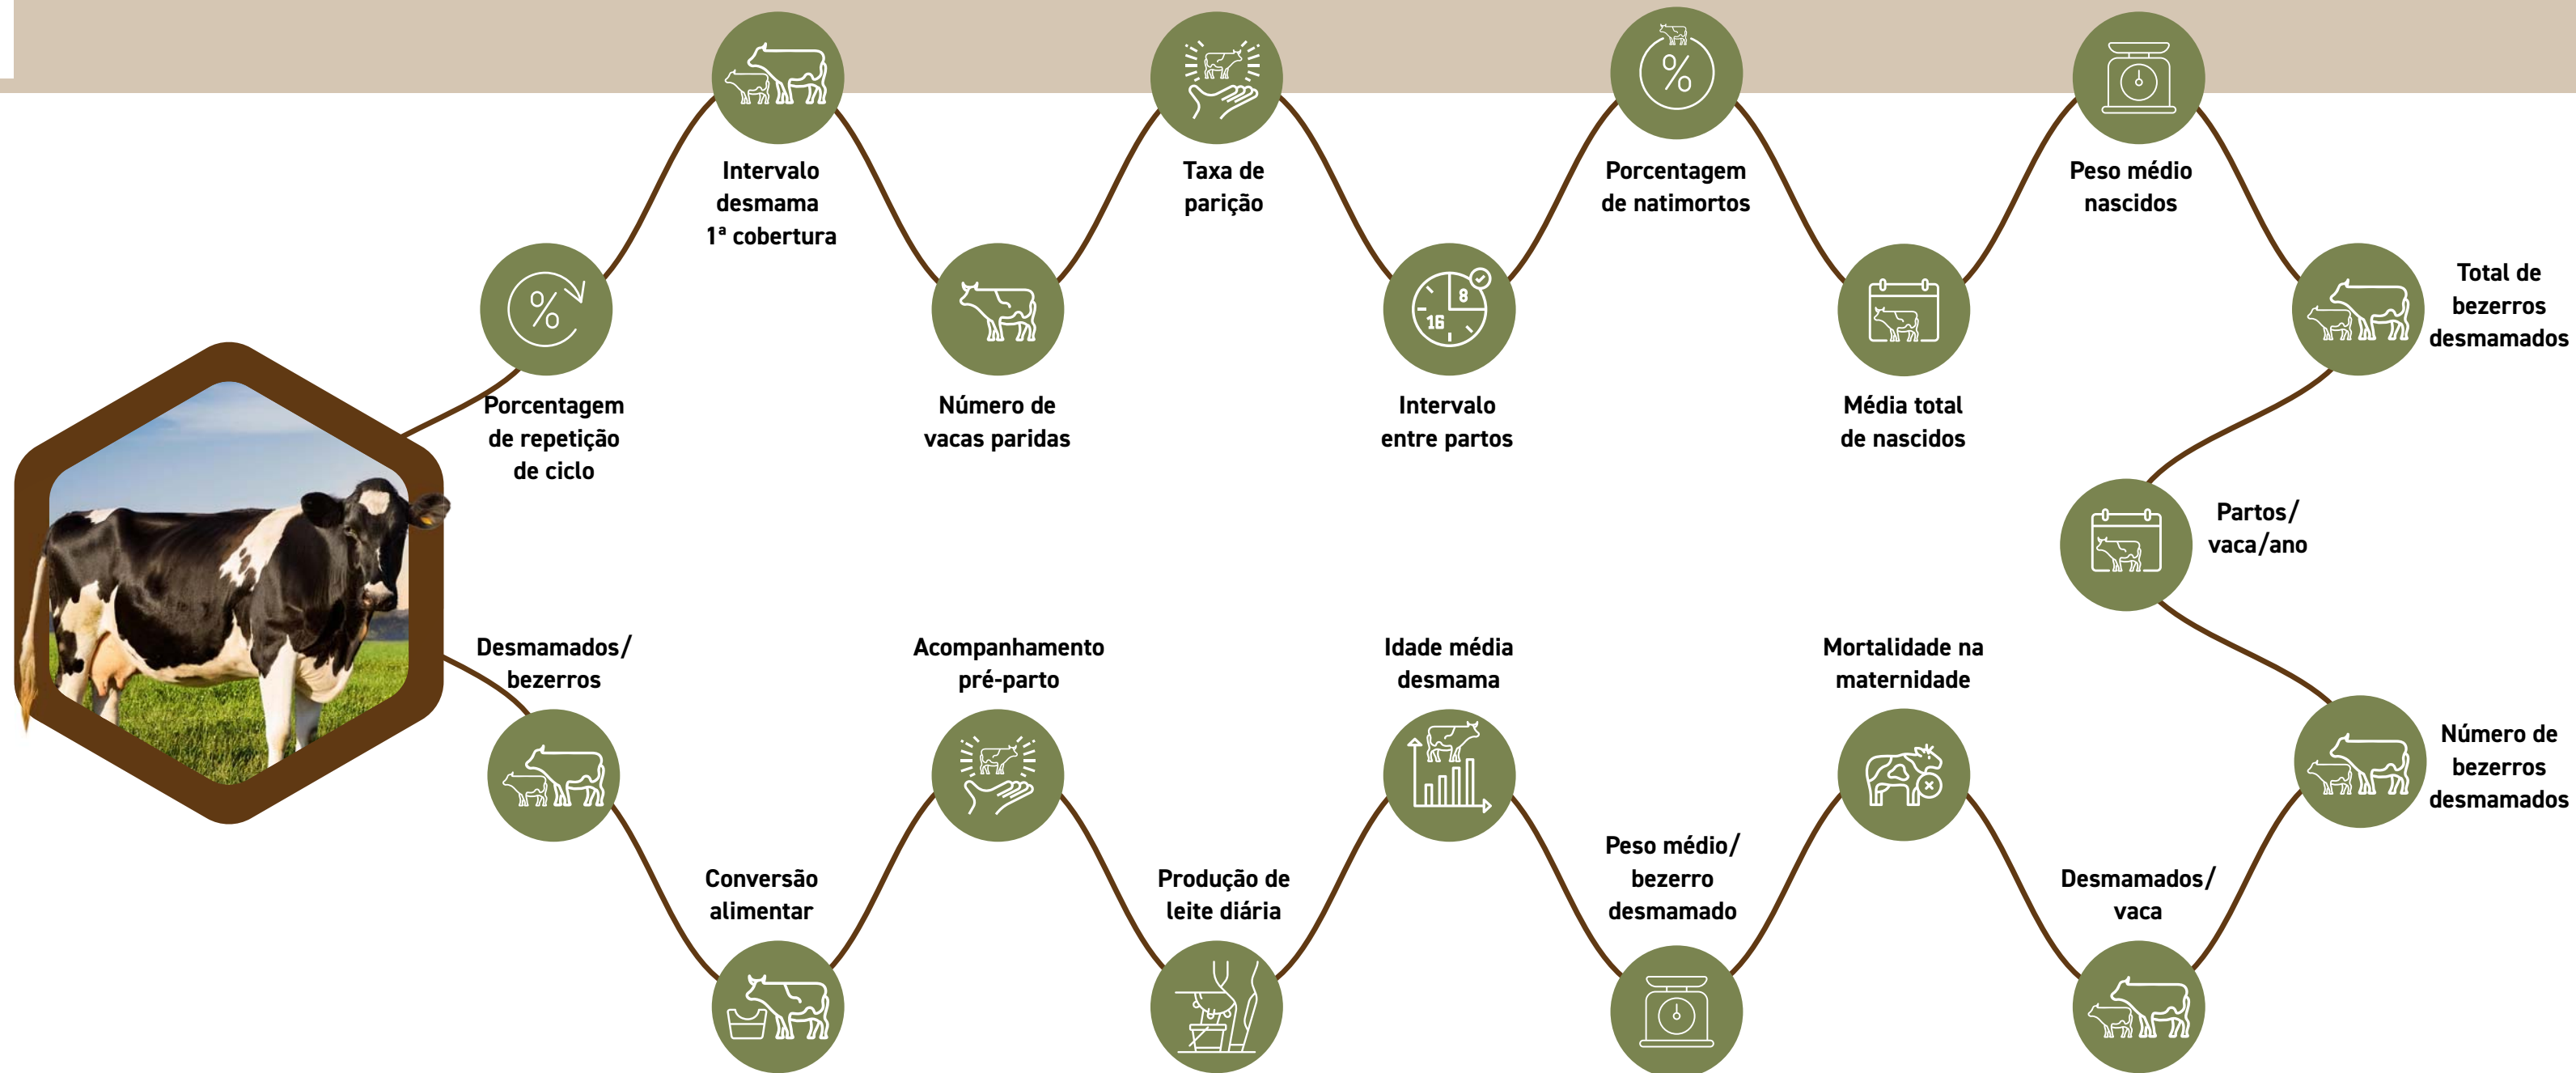 Porcentagem
de repetição
de ciclo
Intervalo
desmama
1ª cobertura
Número de
vacas paridas
Taxa de
parição
8
16
Intervalo
entre partos
%
Porcentagem
de natimortos
Média total
de nascidos
Peso médio
nascidos
Total de
bezerros
desmamados
Partos/
vaca/ano
Número de
bezerros
desmamados
Desmamados/
vaca
Mortalidade na
maternidade
Peso médio/
bezerro
desmamado
Idade média
desmama
Produção de
leite diária
Acompanhamento
pré-parto
Conversão
alimentar
Desmamados/
bezerros
%